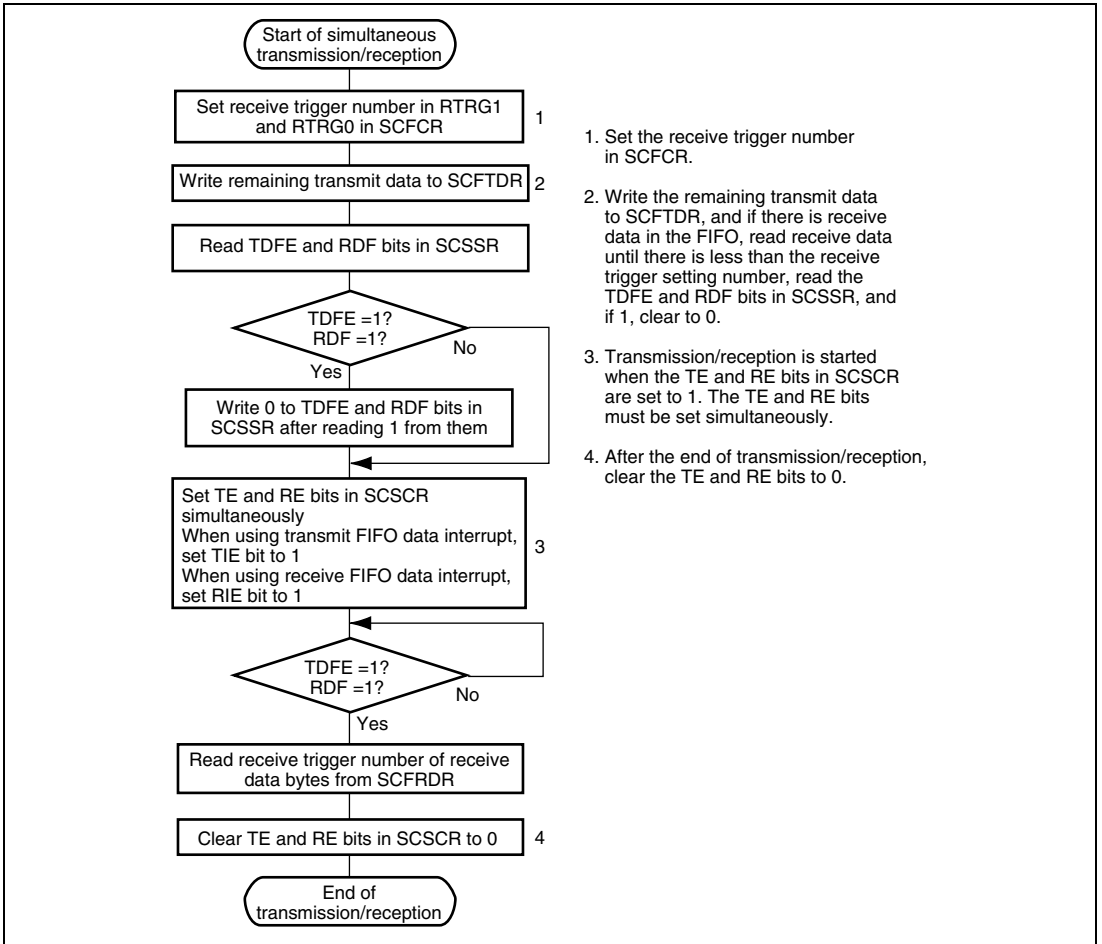 Start of simultaneous
transmission/reception
Set receive trigger number in RTRG1
and RTRG0 in SCFCR
1
Write remaining transmit data to SCFTDR
2
Read TDFE and RDF bits in SCSSR
TDFE =1?
RDF =1?
No
Yes
Write 0 to TDFE and RDF bits in
SCSSR after reading 1 from them
Set TE and RE bits in SCSCR
simultaneously
When using transmit FIFO data interrupt,
set TIE bit to 1
When using receive FIFO data interrupt,
set RIE bit to 1
3
TDFE =1?
RDF =1?
No
Yes
Read receive trigger number of receive
data bytes from SCFRDR
Clear TE and RE bits in SCSCR to 0
4
End of
transmission/reception
1. Set the receive trigger number
in SCFCR.
2. Write the remaining transmit data
to SCFTDR, and if there is receive
data in the FIFO, read receive data
until there is less than the receive
trigger setting number, read the
TDFE and RDF bits in SCSSR, and
if 1, clear to 0.
3. Transmission/reception is started
when the TE and RE bits in SCSCR
are set to 1. The TE and RE bits
must be set simultaneously.
4. After the end of transmission/reception,
clear the TE and RE bits to 0.